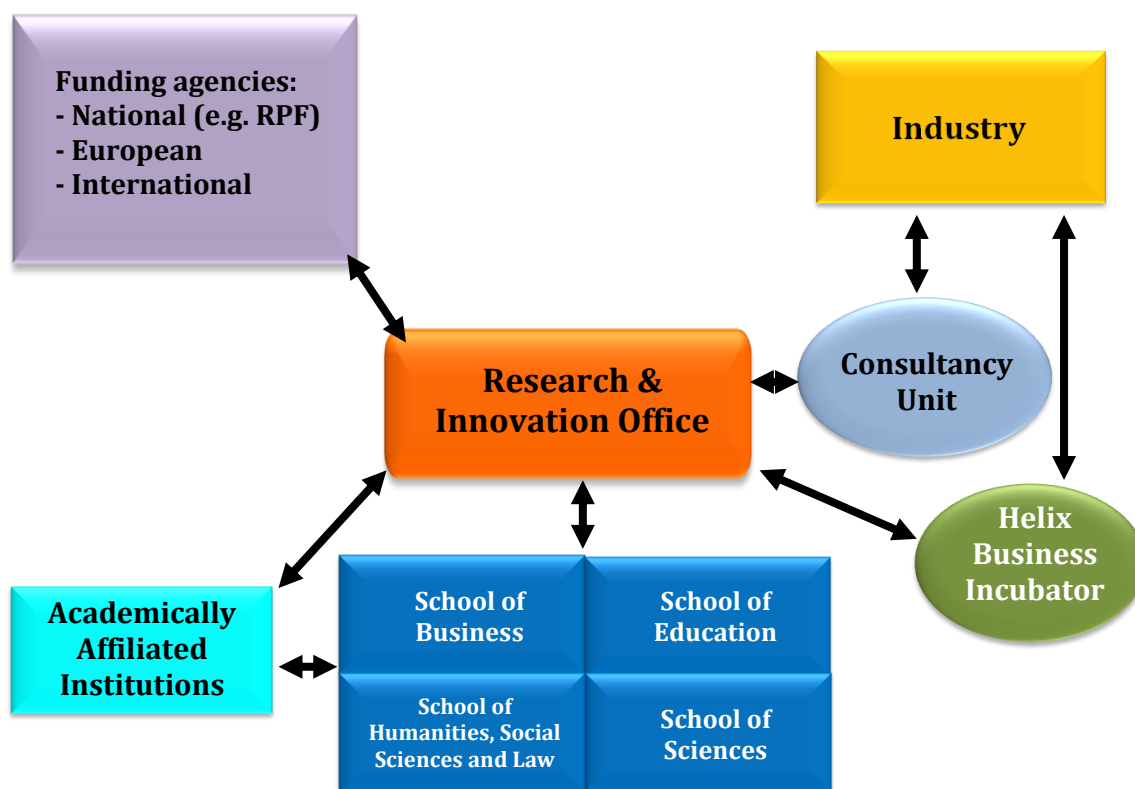 Funding agencies:
- National (e.g. RPF)
- European
- International
Industry
Research &
Innovation Office
Consultancy
Unit
Helix
Business
Incubator
Academically
Affiliated
Institutions
School of
Business
School of
Education
School of
Humanities, Social
Sciences and Law
School of
Sciences